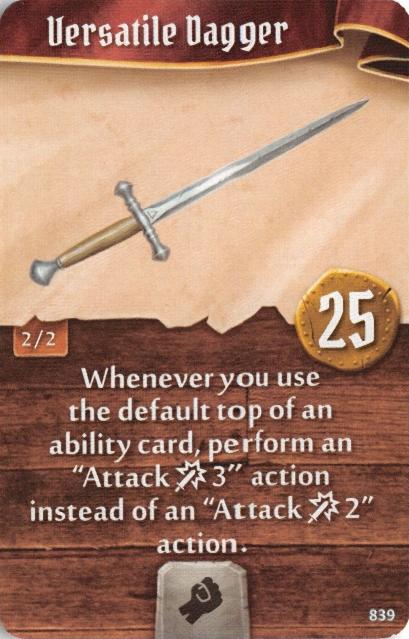 Versatile Dagger
25
2/2
Whenever you use
the default top of an
ability card, perform an
“Attack 3” action
instead of an “Attack 2”
action.
839